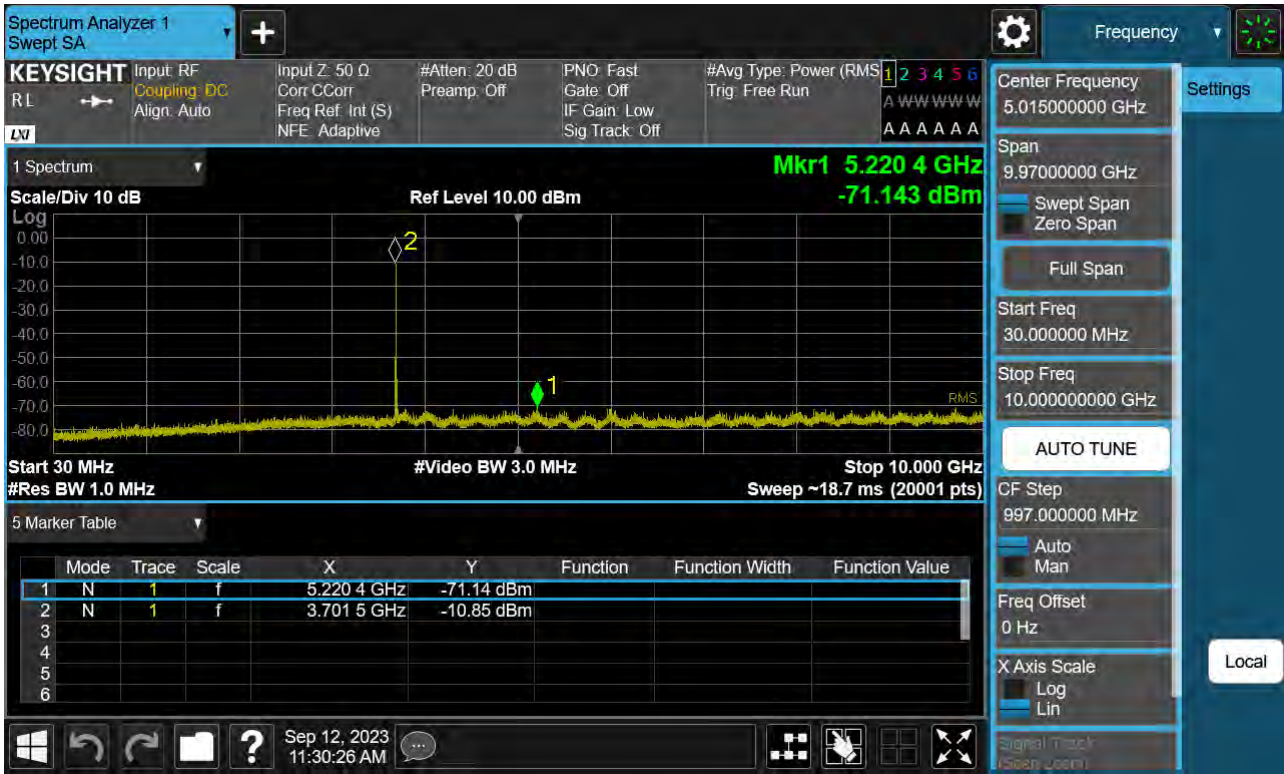 Spectrum Analyzer 1
Swept SA
+
Frequency
KEYSIGHT
RL
LXI
Input: RF
Coupling: DC
Align: Auto
Input Z: 50 Ω
Corr CCorr
Freq Ref: Int (S)
NFE: Adaptive
#Atten: 20 dB
Preamp: Off
PNO: Fast
Gate: Off
IF Gain: Low
Sig Track: Off
#Avg Type: Power (RMS
Trig: Free Run
1 2 3 4 5 6
A W W W W W
A A A A A A
1 Spectrum
Scale/Div 10 dB
Ref Level 10.00 dBm
Mkr1 5.220 4 GHz
-71.143 dBm
Log
0.00
-10.0
-20.0
-30.0
-40.0
-50.0
-60.0
-70.0
-80.0
2
1
RMS
Start 30 MHz
#Video BW 3.0 MHz
Stop 10.000 GHz
#Res BW 1.0 MHz
Sweep ~18.7 ms (20001 pts)
5 Marker Table
Mode Trace Scale X Y Function Function Width Function Value
1 N 1 f 5.220 4 GHz -71.14 dBm
2 N 1 f 3.701 5 GHz -10.85 dBm
3
4
5
6
?
Sep 12, 2023
11:30:26 AM
Center Frequency
5.015000000 GHz
Span
9.97000000 GHz
Swept Span
Zero Span
Full Span
Start Freq
30.000000 MHz
Stop Freq
10.000000000 GHz
AUTO TUNE
CF Step
997.000000 MHz
Auto
Man
Freq Offset
0 Hz
X Axis Scale
Log
Lin
Signal Track
(Span Zoom)
Settings
Local